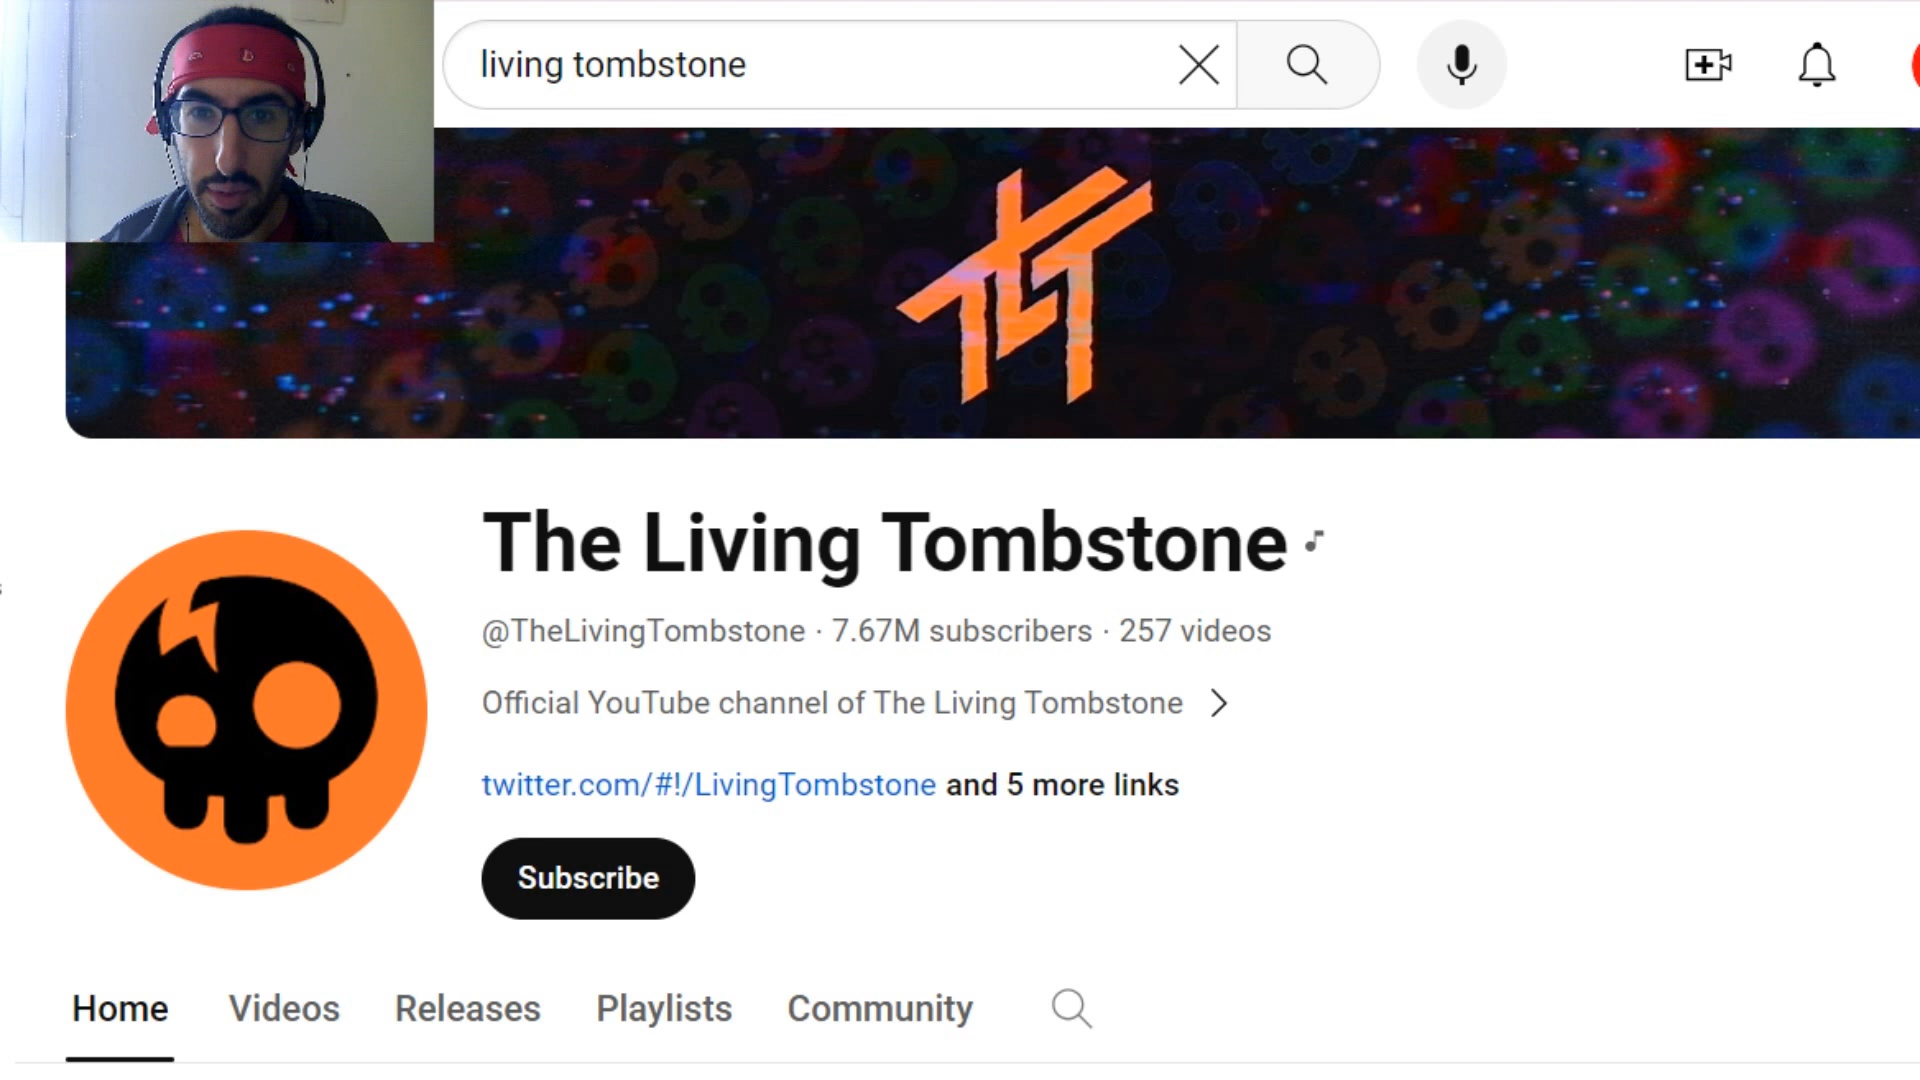 living tombstone
The Living Tombstone
@TheLivingTombstone · 7.67M subscribers · 257 videos
Official YouTube channel of The Living Tombstone
twitter.com/#!/LivingTombstone and 5 more links
Subscribe
Home Videos Releases Playlists Community